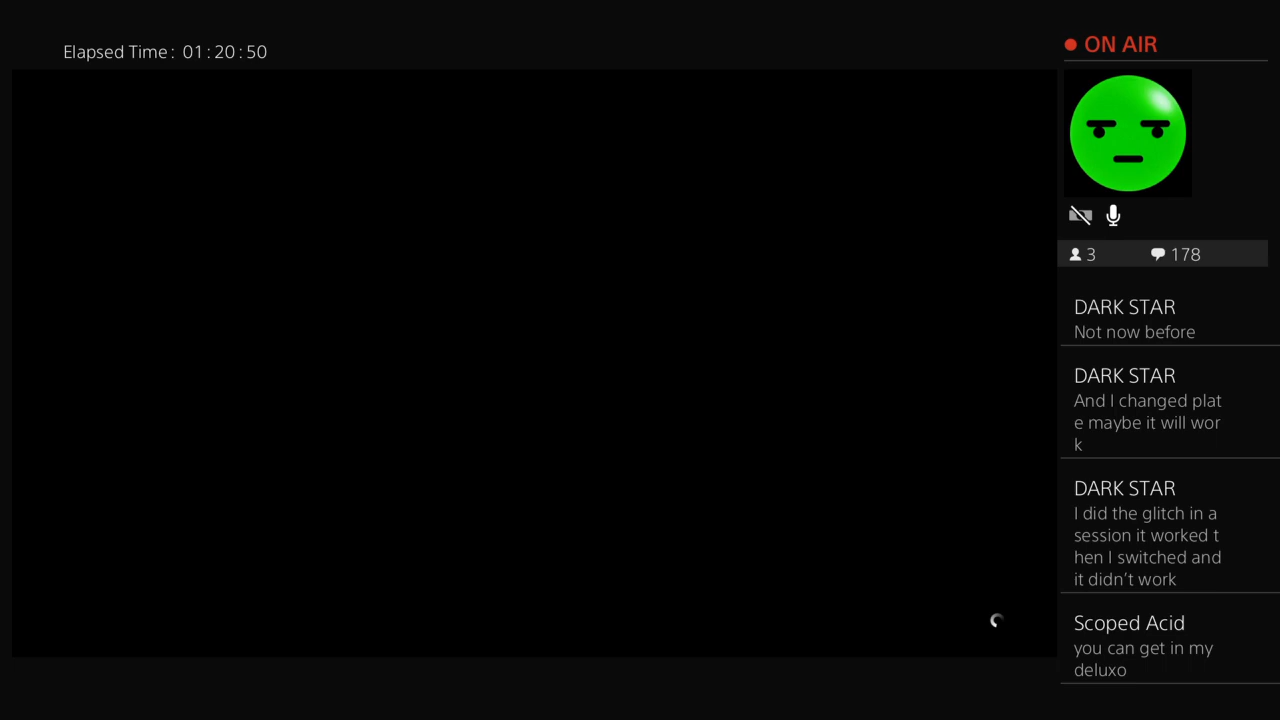 Elapsed Time: 01:20:50
ON AIR
3 178
DARK STAR
Not now before
DARK STAR
And I changed plat
e maybe it will wor
k
DARK STAR
I did the glitch in a
session it worked t
hen I switched and
it didn't work
Scoped Acid
you can get in my
deluxo